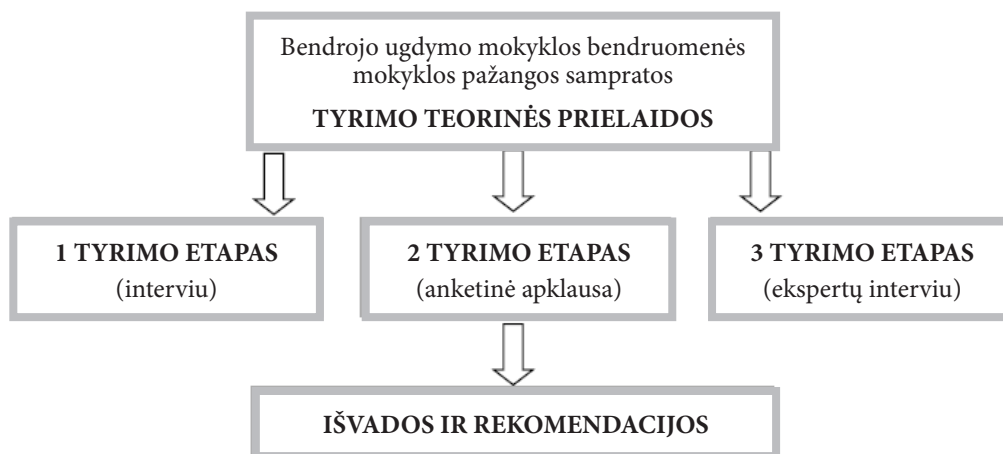 Bendrojo ugdymo mokyklos bendruomenės
mokyklos pažangos sampratos
TYRIMO TEORINĖS PRIELAIDOS
1 TYRIMO ETAPAS
(interviu)
2 TYRIMO ETAPAS
(anketinė apklausa)
3 TYRIMO ETAPAS
(ekspertų interviu)
IŠVADOS IR REKOMENDACIJOS